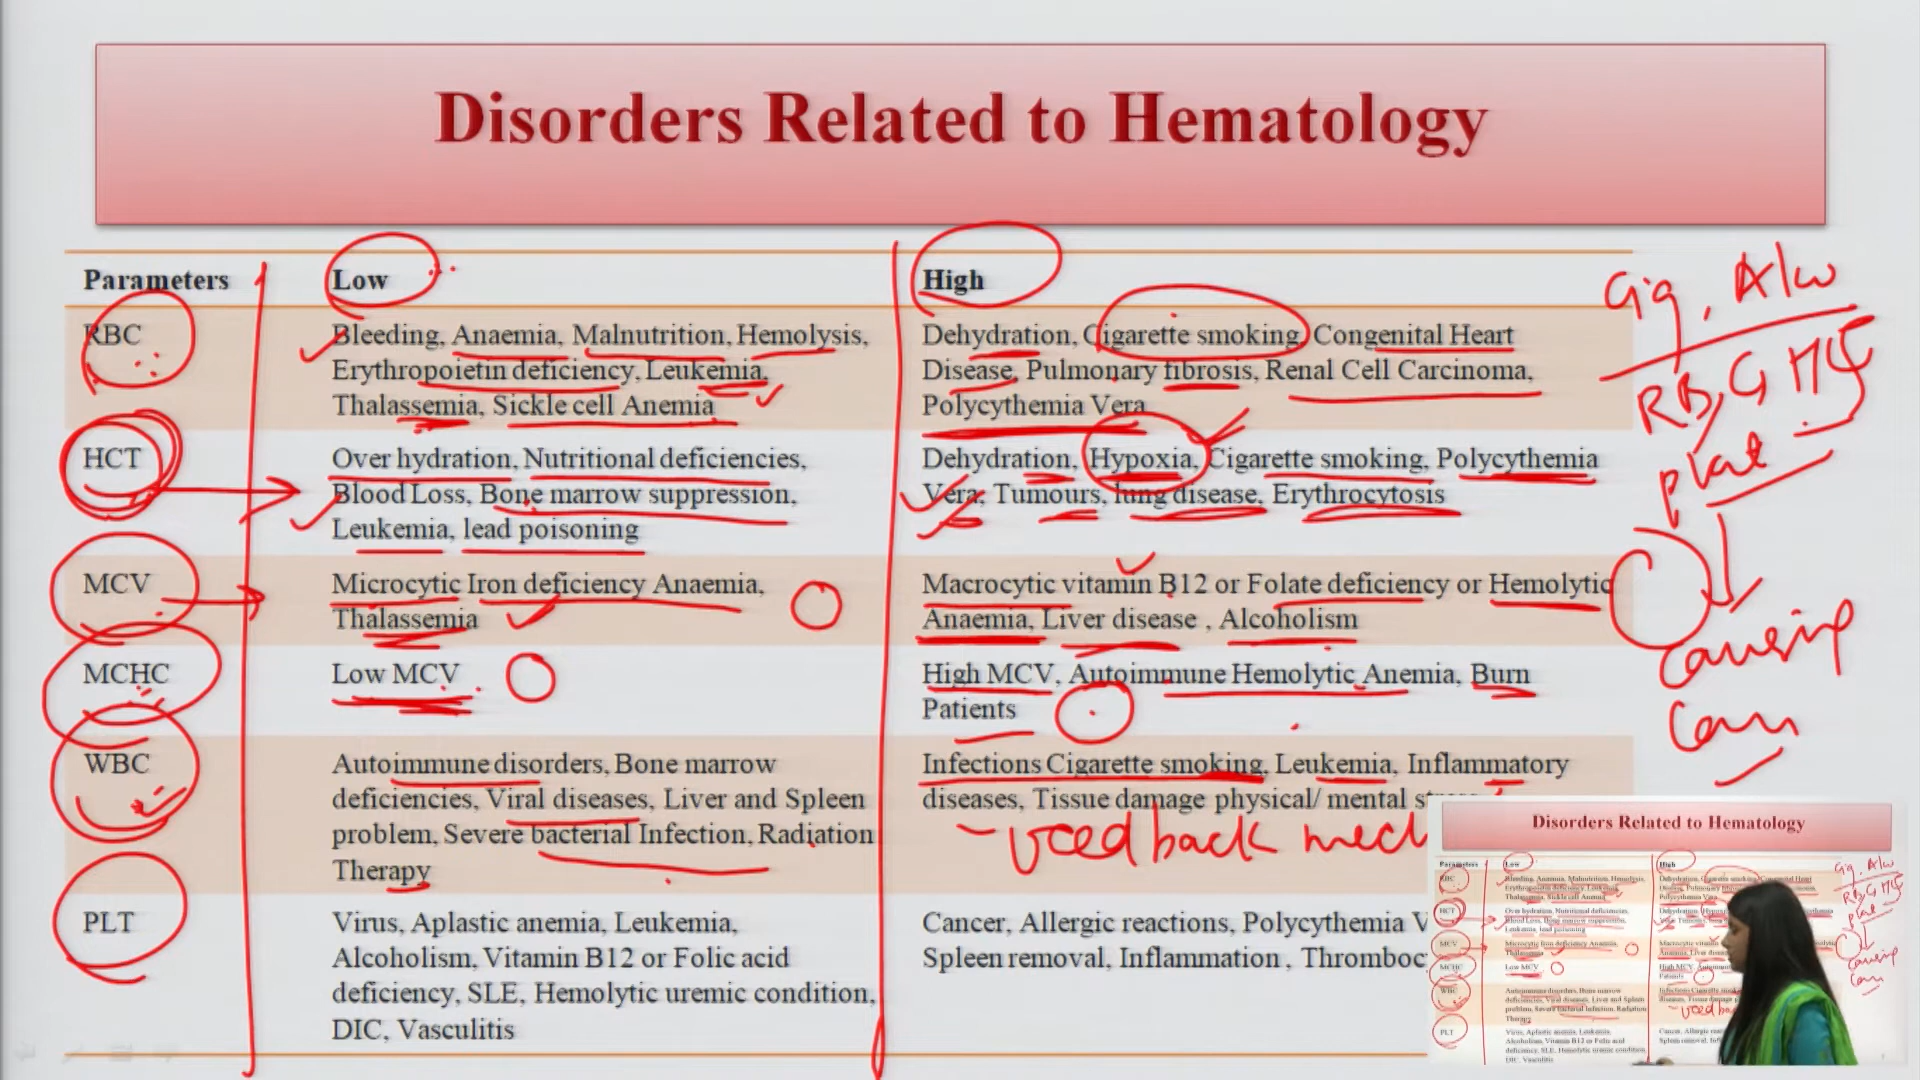 Disorders Related to Hematology
Parameters Low High
RBC Bleeding, Anaemia, Malnutrition, Hemolysis, Dehydration, Cigarette smoking, Congenital Heart
Erythropoietin deficiency, Leukemia, Disease, Pulmonary fibrosis, Renal Cell Carcinoma,
Thalassemia, Sickle cell Anemia Polycythemia Vera
HCT Over hydration, Nutritional deficiencies, Dehydration, Hypoxia, Cigarette smoking, Polycythemia
Blood Loss, Bone marrow suppression, Vera, Tumours, lung disease, Erythrocytosis
Leukemia, lead poisoning
MCV Microcytic Iron deficiency Anaemia, Macrocytic vitamin B12 or Folate deficiency or Hemolytic
Thalassemia Anaemia, Liver disease , Alcoholism
MCHC Low MCV High MCV, Autoimmune Hemolytic Anemia, Burn
Patients
WBC Autoimmune disorders, Bone marrow Infections Cigarette smoking, Leukemia, Inflammatory
deficiencies, Viral diseases, Liver and Spleen diseases, Tissue damage physical/ mental
problem, Severe bacterial Infection, Radiation
Therapy
PLT Virus, Aplastic anemia, Leukemia, Cancer, Allergic reactions, Polycythemia V
Alcoholism, Vitamin B12 or Folic acid Spleen removal, Inflammation , Thromboc
deficiency, SLE, Hemolytic uremic condition,
DIC, Vasculitis
Cig.
plat
causing
back
Disorders Related to Hematology